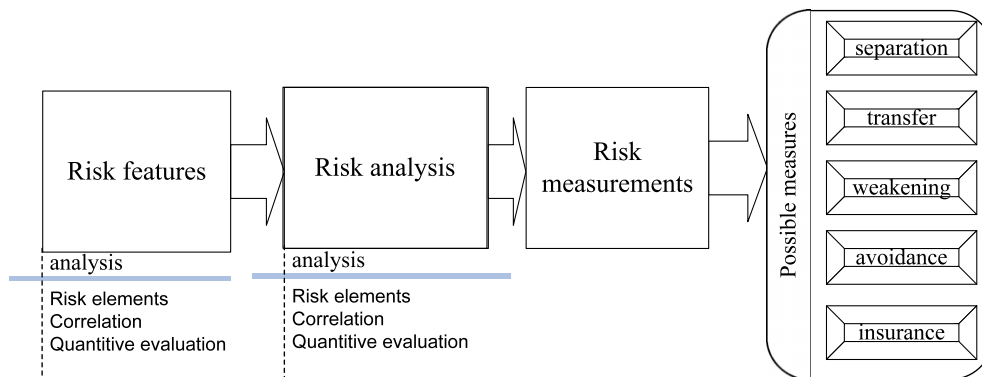 Risk features
analysis
Risk elements
Correlation
Quantitive evaluation
Risk analysis
analysis
Risk elements
Correlation
Quantitive evaluation
Risk
measurements
Possible measures
separation
transfer
weakening
avoidance
insurance